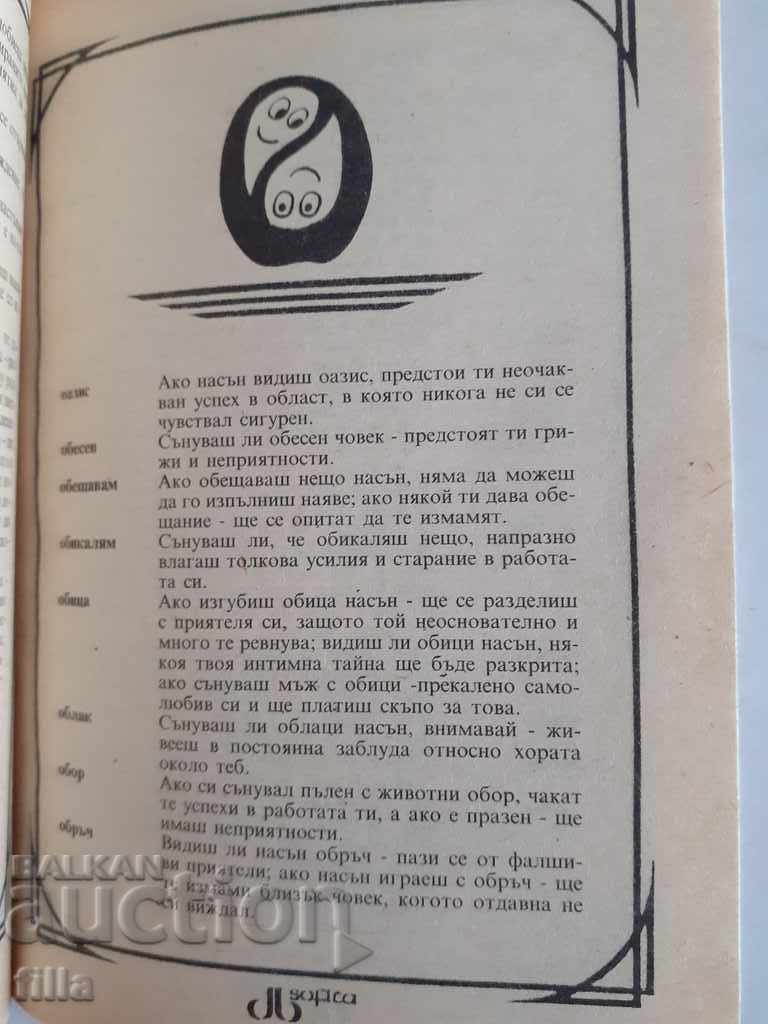 О
оазис Ако насън видиш оазис, предстои ти неочак-
ван успех в област, в която никога не си се
чувствал сигурен.
обесен Сънуваш ли обесен човек - предстоят ти гри-
жи и неприятности.
обещавам Ако обещаваш нещо насън, няма да можеш
да го изпълниш наяве; ако някой ти дава обе-
щание - ще се опитат да те измамят.
обикалям Сънуваш ли, че обикаляш нещо, напразно
влагаш толкова усилия и старание в работа-
та си.
обица Ако изгубиш обица насън - ще се разделиш
с приятеля си, защото той неоснователно и
много те ревнува; видиш ли обици насън, ня-
коя твоя интимна тайна ще бъде разкрита;
ако сънуваш мъж с обици -прекалено само-
любив си и ще платиш скъпо за това.
облак Сънуваш ли облаци насън, внимавай - жи-
вееш в постоянна заблуда относно хората
около теб.
обор Ако си сънувал пълен с животни обор, чакат
те успехи в работата ти, а ако е празен - ще
имаш неприятности.
обръч Видиш ли насън обръч - пази се от фалши-
ви приятели; ако насън играеш с обръч - ще
те измами близък човек, когото отдавна не
си виждал.
BALKAN
auction
filla